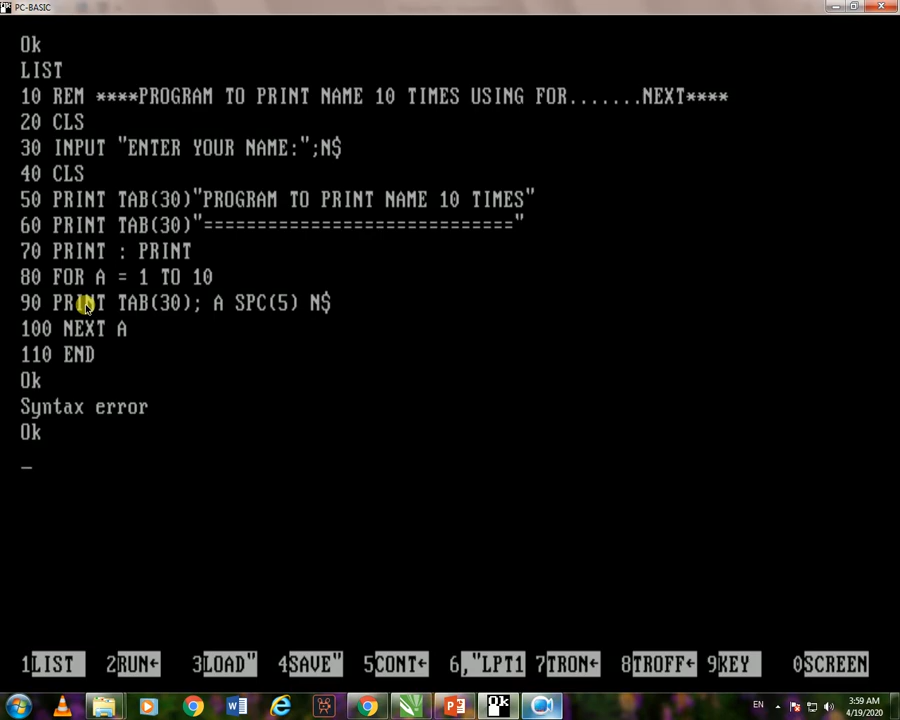 PC-BASIC
Ok
LIST
10 REM ****PROGRAM TO PRINT NAME 10 TIMES USING FOR.......NEXT****
20 CLS
30 INPUT "ENTER YOUR NAME:";N$
40 CLS
50 PRINT TAB(30)"PROGRAM TO PRINT NAME 10 TIMES"
60 PRINT TAB(30)"============================="
70 PRINT : PRINT
80 FOR A = 1 TO 10
90 PRINT TAB(30); A SPC(5) N$
100 NEXT A
110 END
Ok
Syntax error
Ok
1LIST 2RUN← 3LOAD" 4SAVE" 5CONT← 6,"LPT1 7TRON← 8TROFF← 9KEY 0SCREEN
EN 3:59 AM
4/19/2020